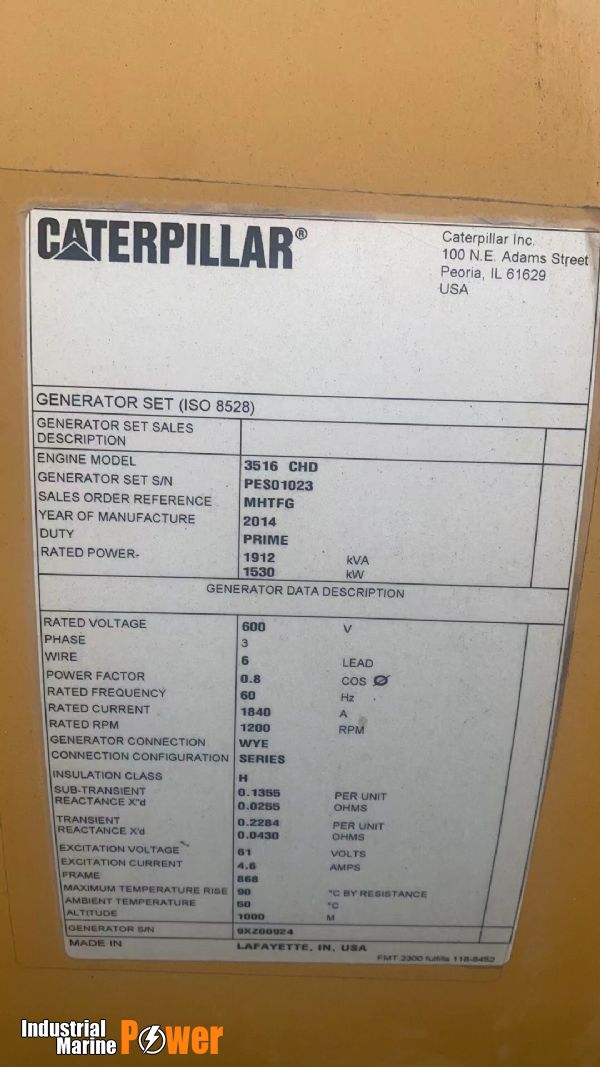 CATERPILLAR®
Caterpillar Inc.
100 N.E. Adams Street
Peoria, IL 61629
USA
GENERATOR SET (ISO 8528)
GENERATOR SET SALES
DESCRIPTION
ENGINE MODEL 3516 CHD
GENERATOR SET S/N PES01023
SALES ORDER REFERENCE MHTFG
YEAR OF MANUFACTURE 2014
DUTY PRIME
RATED POWER- 1912 kVA
1530 kW
GENERATOR DATA DESCRIPTION
RATED VOLTAGE 600 V
PHASE 3
WIRE 6 LEAD
POWER FACTOR 0.8 COS Ø
RATED FREQUENCY 60 Hz
RATED CURRENT 1840 A
RATED RPM 1200 RPM
GENERATOR CONNECTION WYE
CONNECTION CONFIGURATION SERIES
INSULATION CLASS H
SUB-TRANSIENT 0.1355 PER UNIT
REACTANCE X"d 0.0255 OHMS
TRANSIENT 0.2284 PER UNIT
REACTANCE X'd 0.0430 OHMS
EXCITATION VOLTAGE 61 VOLTS
EXCITATION CURRENT 4.6 AMPS
FRAME 868
MAXIMUM TEMPERATURE RISE 90 °C BY RESISTANCE
AMBIENT TEMPERATURE 50 °C
ALTITUDE 1000 M
GENERATOR S/N 9XZ00924
MADE IN LAFAYETTE, IN, USA
FMT 2300 fulfills 118-8452
Industrial
Marine Power